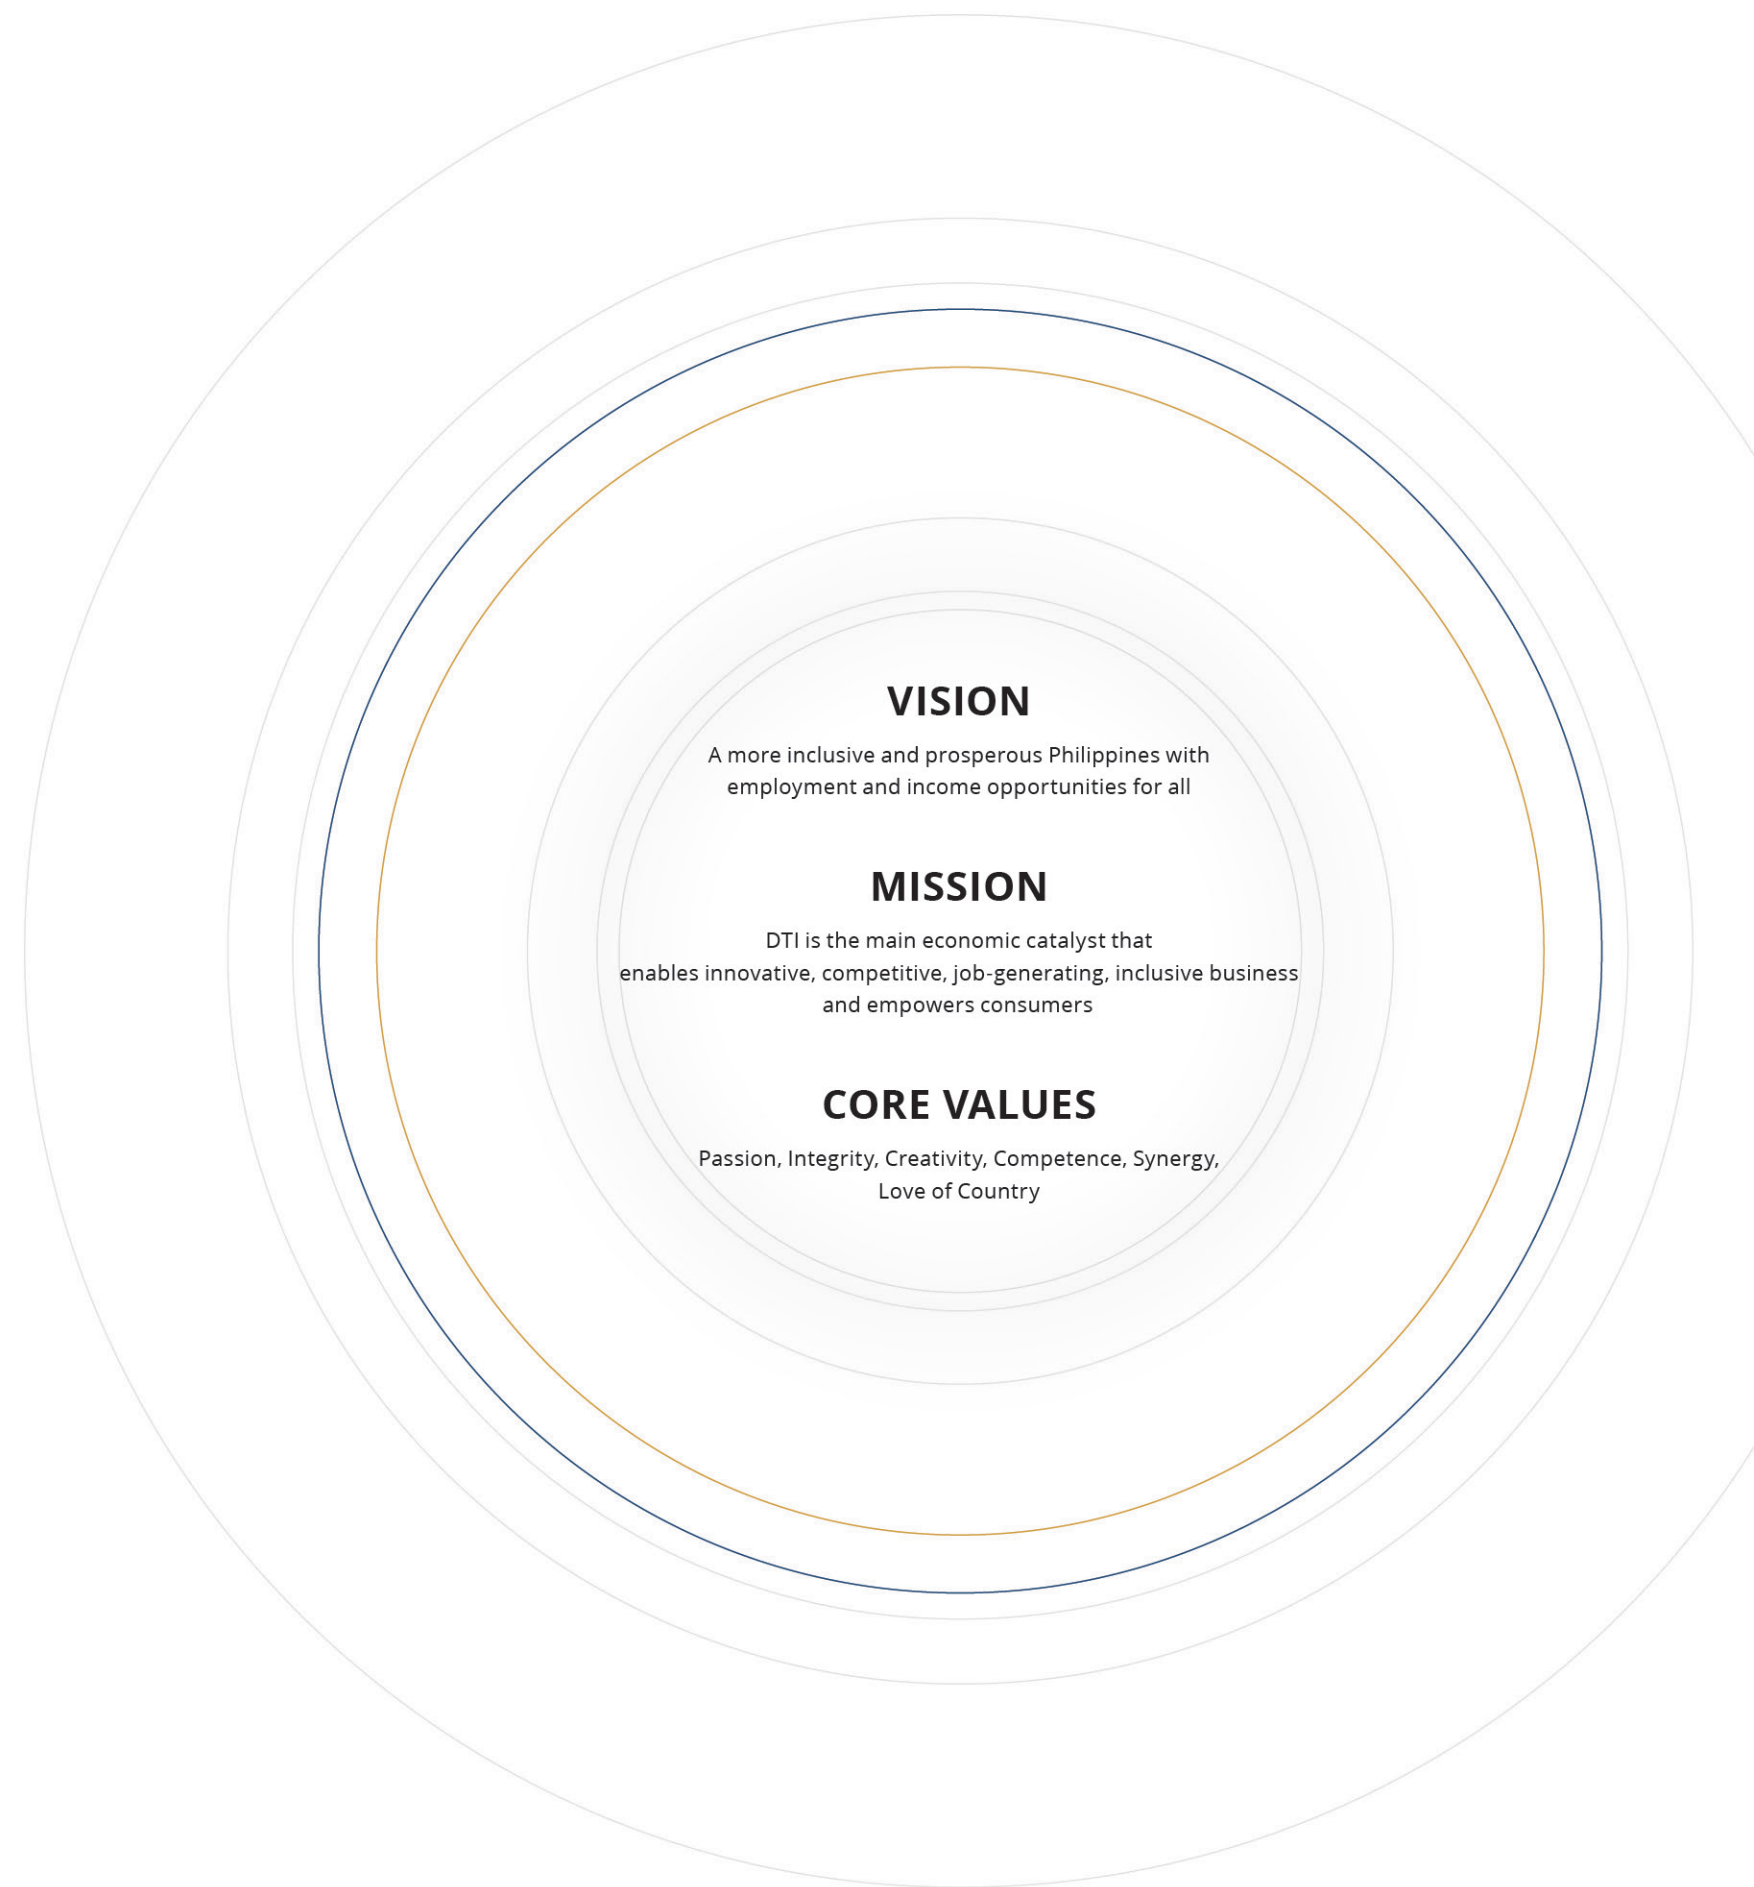 VISION
A more inclusive and prosperous Philippines with
employment and income opportunities for all
MISSION
DTI is the main economic catalyst that
enables innovative, competitive, job-generating, inclusive business
and empowers consumers
CORE VALUES
Passion, Integrity, Creativity, Competence, Synergy,
Love of Country